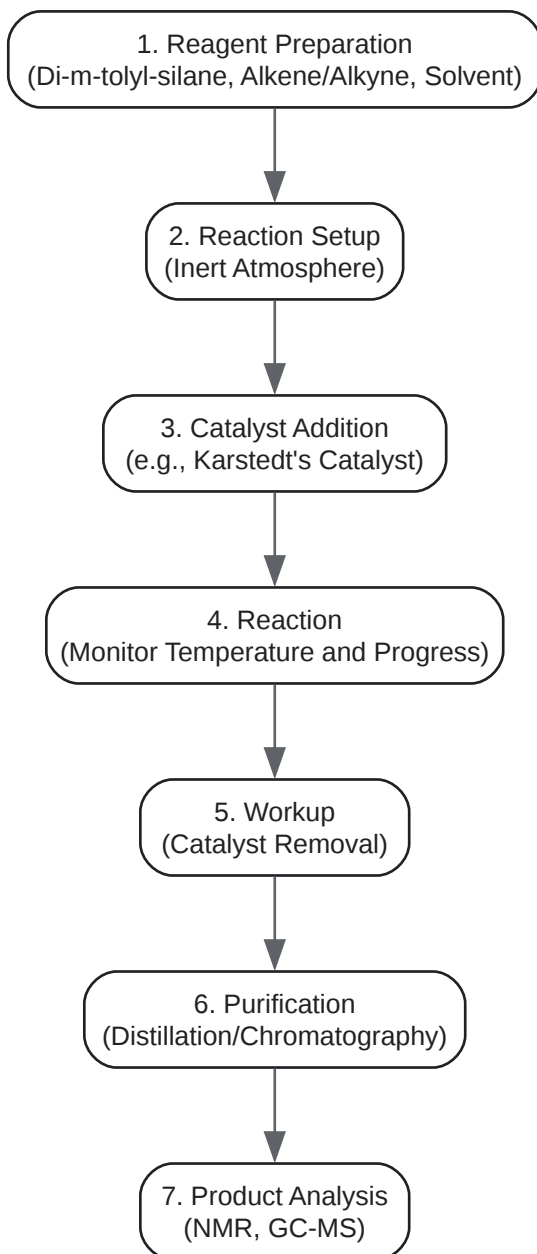 1. Reagent Preparation
(Di-m-tolyl-silane, Alkene/Alkyne, Solvent)
2. Reaction Setup
(Inert Atmosphere)
3. Catalyst Addition
(e.g., Karstedt's Catalyst)
4. Reaction
(Monitor Temperature and Progress)
5. Workup
(Catalyst Removal)
6. Purification
(Distillation/Chromatography)
7. Product Analysis
(NMR, GC-MS)